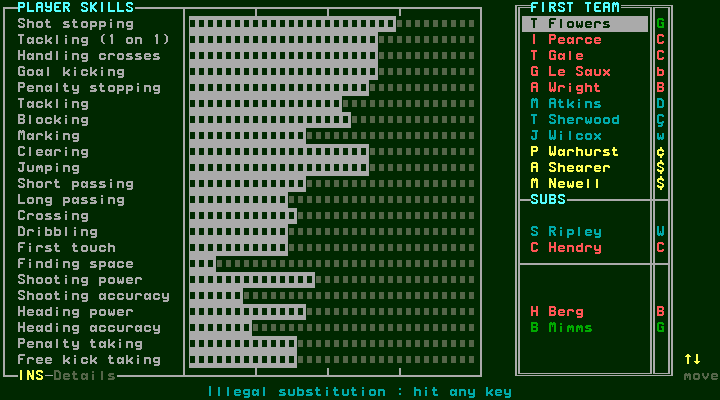 PLAYER SKILLS
Shot stopping
Tackling (1 on 1)
Handling crosses
Goal kicking
Penalty stopping
Tackling
Blocking
Marking
Clearing
Jumping
Short passing
Long passing
Crossing
Dribbling
First touch
Finding space
Shooting power
Shooting accuracy
Heading power
Heading accuracy
Penalty taking
Free kick taking
INS-Details
FIRST TEAM
T Flowers G
I Pearce C
T Gale C
G Le Saux b
A Wright B
M Atkins D
T Sherwood Ç
J Wilcox w
P Warhurst ¢
A Shearer $
M Newell $
SUBS
S Ripley W
C Hendry C
H Berg B
B Mimms G
↑↓
move
Illegal substitution : hit any key